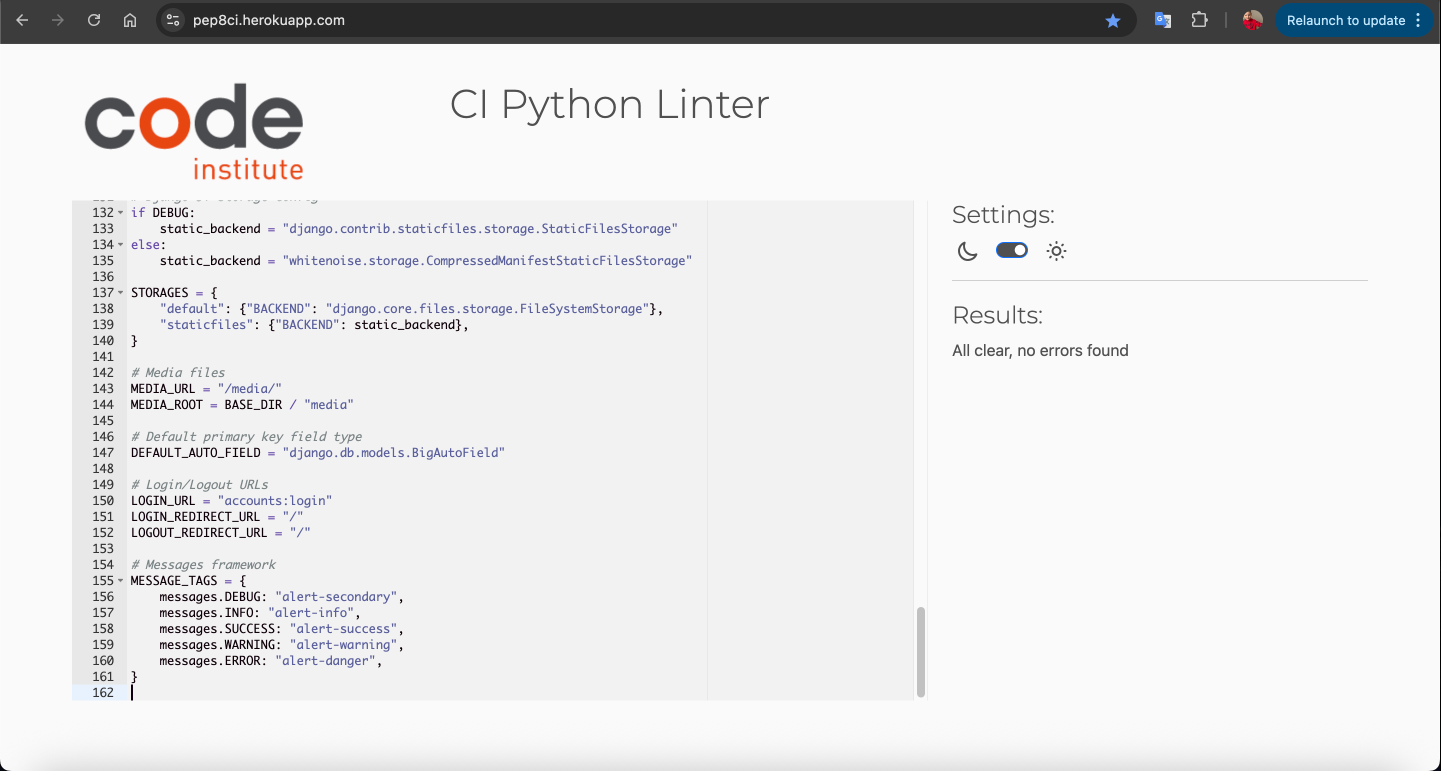 pep8ci.herokuapp.com
Relaunch to update
code
institute
CI Python Linter
132 if DEBUG:
133     static_backend = "django.contrib.staticfiles.storage.StaticFilesStorage"
134 else:
135     static_backend = "whitenoise.storage.CompressedManifestStaticFilesStorage"
136
137 STORAGES = {
138     "default": {"BACKEND": "django.core.files.storage.FileSystemStorage"},
139     "staticfiles": {"BACKEND": static_backend},
140 }
141
142 # Media files
143 MEDIA_URL = "/media/"
144 MEDIA_ROOT = BASE_DIR / "media"
145
146 # Default primary key field type
147 DEFAULT_AUTO_FIELD = "django.db.models.BigAutoField"
148
149 # Login/Logout URLs
150 LOGIN_URL = "accounts:login"
151 LOGIN_REDIRECT_URL = "/"
152 LOGOUT_REDIRECT_URL = "/"
153
154 # Messages framework
155 MESSAGE_TAGS = {
156     messages.DEBUG: "alert-secondary",
157     messages.INFO: "alert-info",
158     messages.SUCCESS: "alert-success",
159     messages.WARNING: "alert-warning",
160     messages.ERROR: "alert-danger",
161 }
162
Settings:
Results:
All clear, no errors found